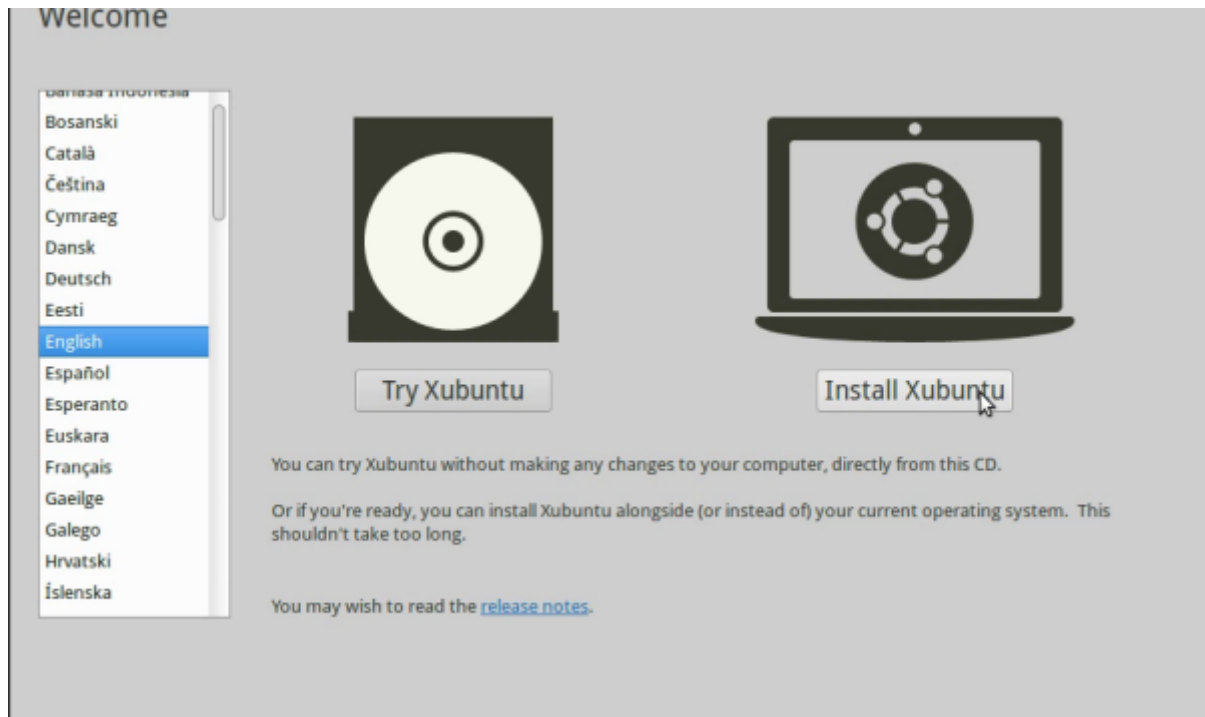 Welcome
Bahasa Indonesia
Bosanski
Català
Čeština
Cymraeg
Dansk
Deutsch
Eesti
English
Español
Esperanto
Euskara
Français
Gaeilge
Galego
Hrvatski
Íslenska
Try Xubuntu
Install Xubuntu
You can try Xubuntu without making any changes to your computer, directly from this CD.
Or if you're ready, you can install Xubuntu alongside (or instead of) your current operating system. This
shouldn't take too long.
You may wish to read the release notes.